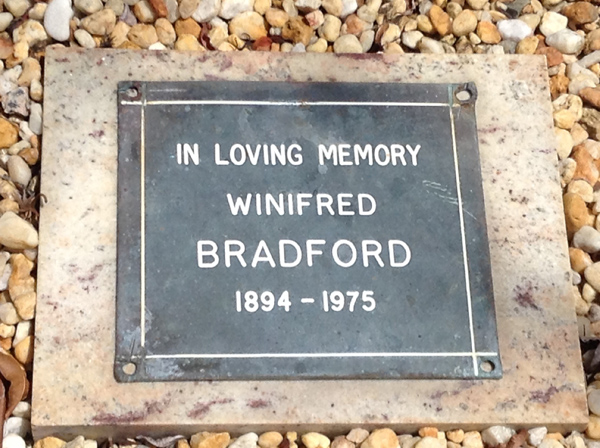 IN LOVING MEMORY
WINIFRED
BRADFORD
1894 - 1975